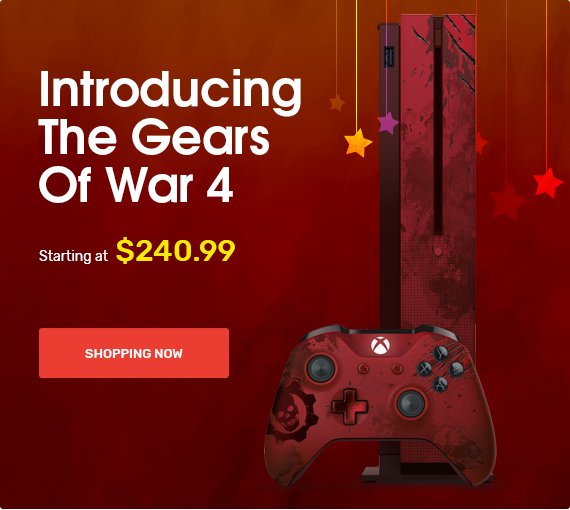 Introducing
The Gears
Of War 4
Starting at $240.99
SHOPPING NOW